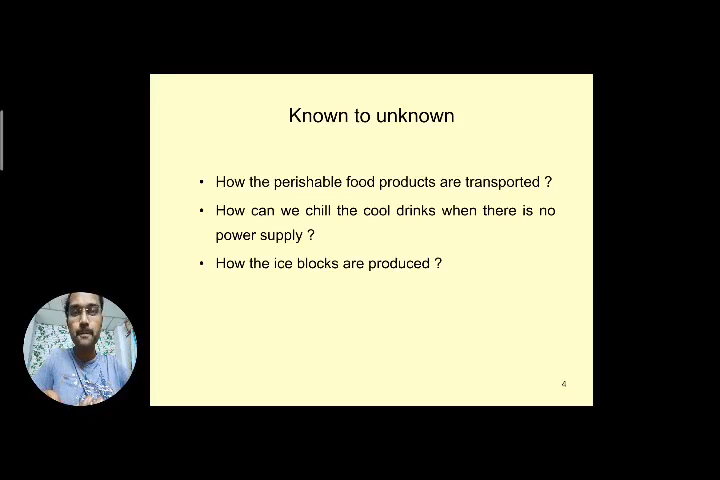 Known to unknown
• How the perishable food products are transported ?
• How can we chill the cool drinks when there is no
power supply ?
• How the ice blocks are produced ?
4